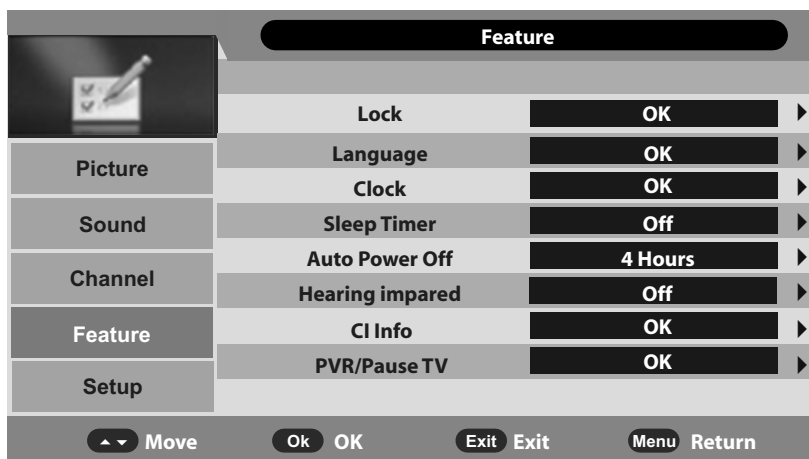 Feature
Picture
Sound
Channel
Feature
Setup
Lock OK
Language OK
Clock OK
Sleep Timer Off
Auto Power Off 4 Hours
Hearing impared Off
CI Info OK
PVR/Pause TV OK
Move Ok OK Exit Exit Menu Return